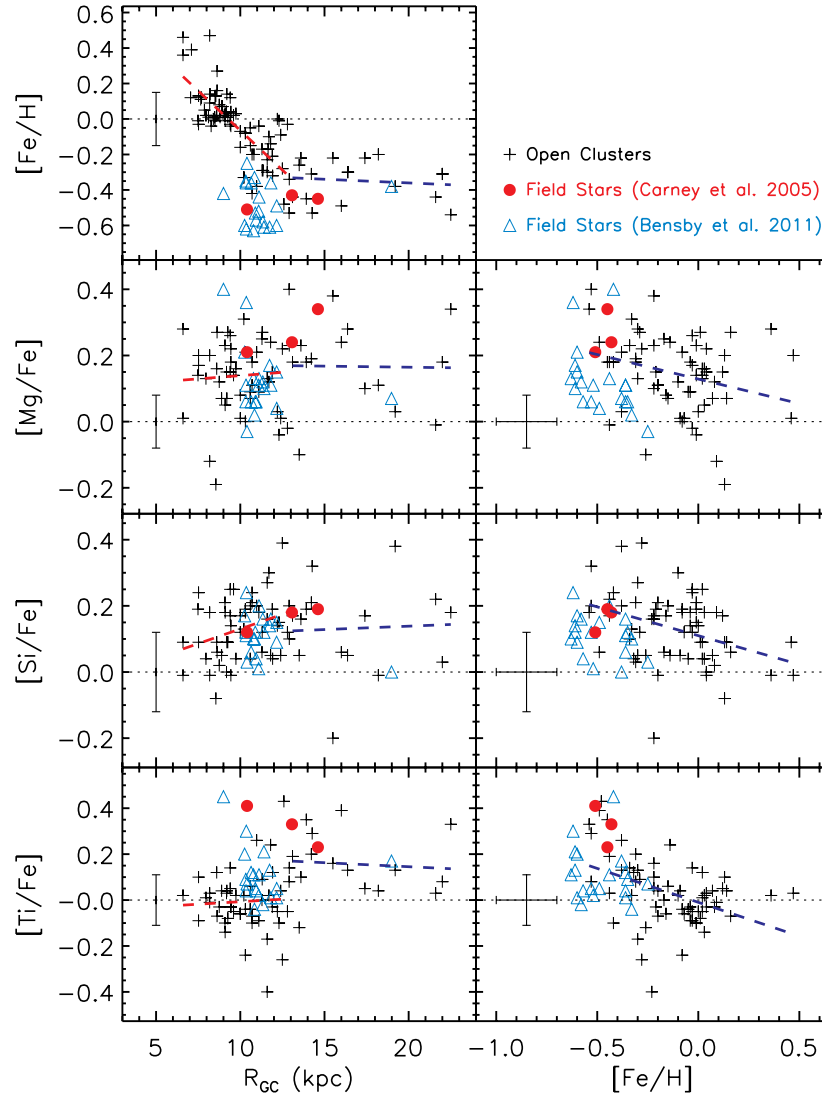 0.6
0.4
0.2
0.0
−0.2
−0.4
−0.6
[Fe/H]
Open Clusters
Field Stars (Carney et al. 2005)
Field Stars (Bensby et al. 2011)
0.4
0.2
0.0
−0.2
[Mg/Fe]
0.4
0.2
0.0
−0.2
[Si/Fe]
0.4
0.2
0.0
−0.2
−0.4
[Ti/Fe]
5 10 15 20
R_GC (kpc)
−1.0 −0.5 0.0 0.5
[Fe/H]